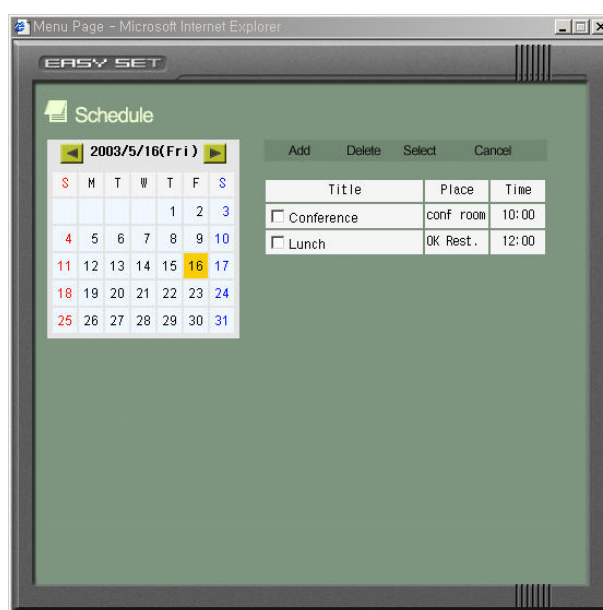 Menu Page - Microsoft Internet Explorer
EASY SET
Schedule
2003/5/16(Fri)
S M T W T F S
1 2 3
4 5 6 7 8 9 10
11 12 13 14 15 16 17
18 19 20 21 22 23 24
25 26 27 28 29 30 31
Add Delete Select Cancel
Title Place Time
Conference conf room 10:00
Lunch OK Rest. 12:00